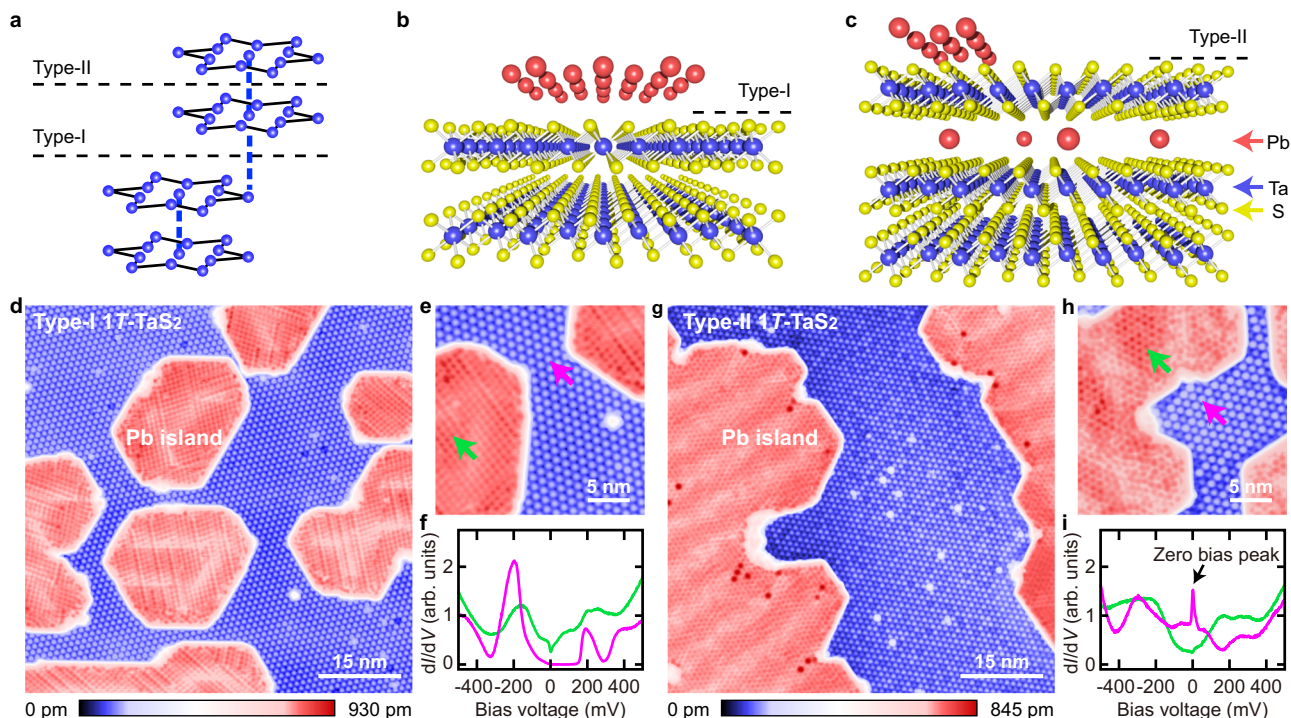 a
Type-II
Type-I
b
Type-I
c
Type-II
Pb
Ta
S
d
Type-I 1T-TaS2
Pb island
15 nm
0 pm
930 pm
e
5 nm
f
dI/dV (arb. units)
2
1
0
-400 -200 0 200 400
Bias voltage (mV)
g
Type-II 1T-TaS2
Pb island
15 nm
0 pm
845 pm
h
5 nm
i
Zero bias peak
dI/dV (arb. units)
2
1
0
-400 -200 0 200 400
Bias voltage (mV)